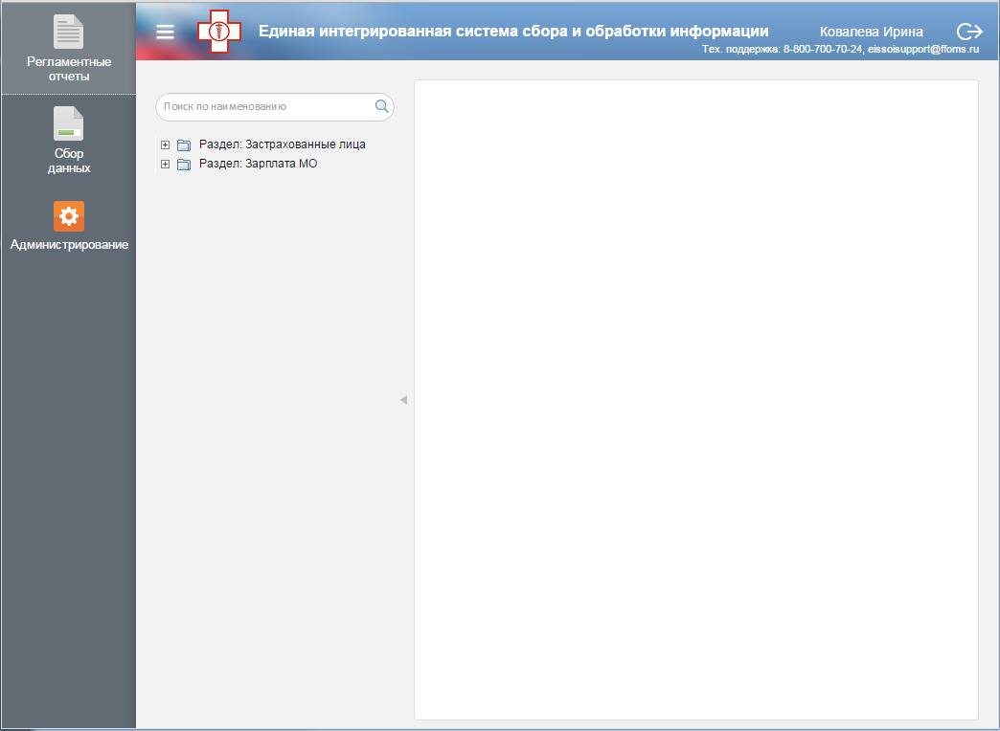 Регламентные
отчеты
Сбор
данных
Администрирование
Единая интегрированная система сбора и обработки информации
Ковалева Ирина
Тех. поддержка: 8-800-700-70-24, eissoisupport@ffoms.ru
Поиск по наименованию
Раздел: Застрахованные лица
Раздел: Зарплата МО